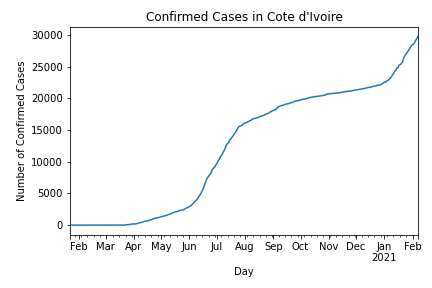 Confirmed Cases in Cote d'Ivoire
30000
25000
20000
15000
10000
5000
0
Number of Confirmed Cases
Feb Mar Apr May Jun Jul Aug Sep Oct Nov Dec Jan Feb
2021
Day